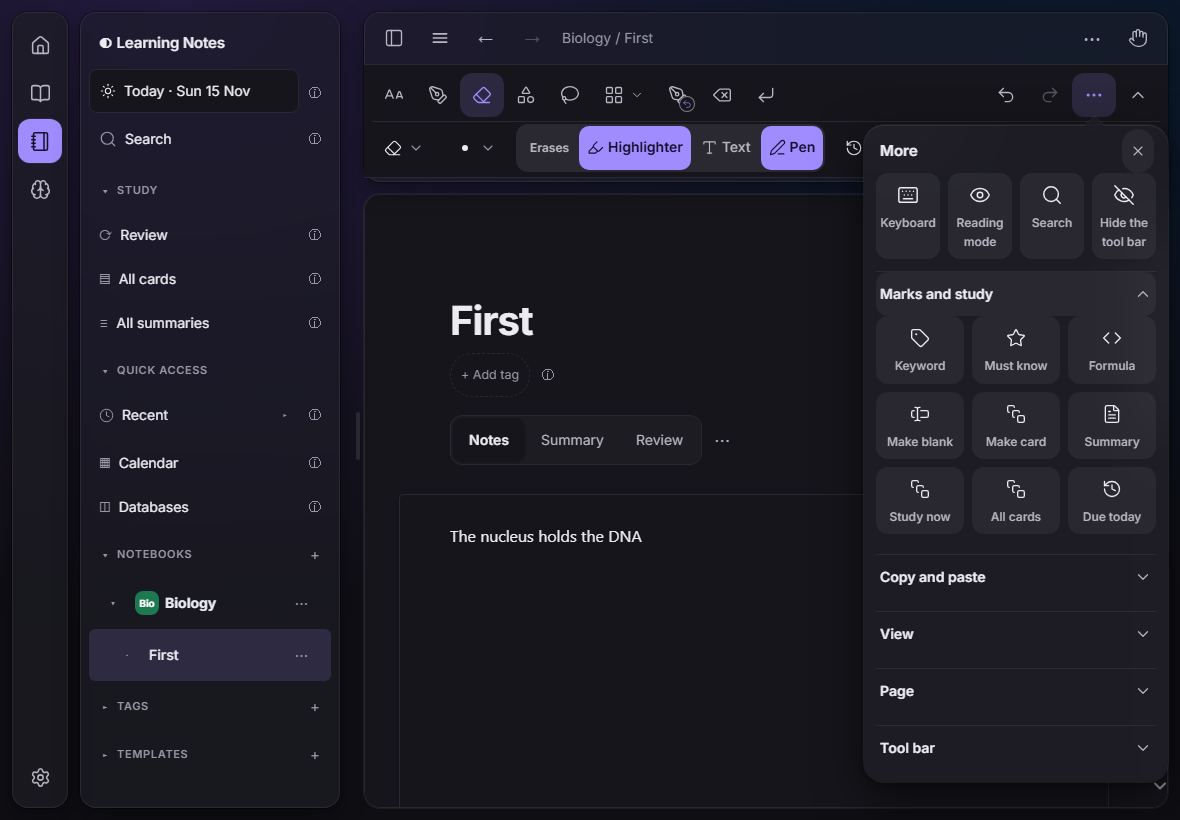 Learning Notes
Today · Sun 15 Nov
Search
STUDY
Review
All cards
All summaries
QUICK ACCESS
Recent
Calendar
Databases
NOTEBOOKS
Bio Biology
First
TAGS
TEMPLATES
Biology / First
AA
Erases Highlighter Text Pen
First
+ Add tag
Notes Summary Review
The nucleus holds the DNA
More
Keyboard Reading mode Search Hide the tool bar
Marks and study
Keyword Must know Formula
Make blank Make card Summary
Study now All cards Due today
Copy and paste
View
Page
Tool bar